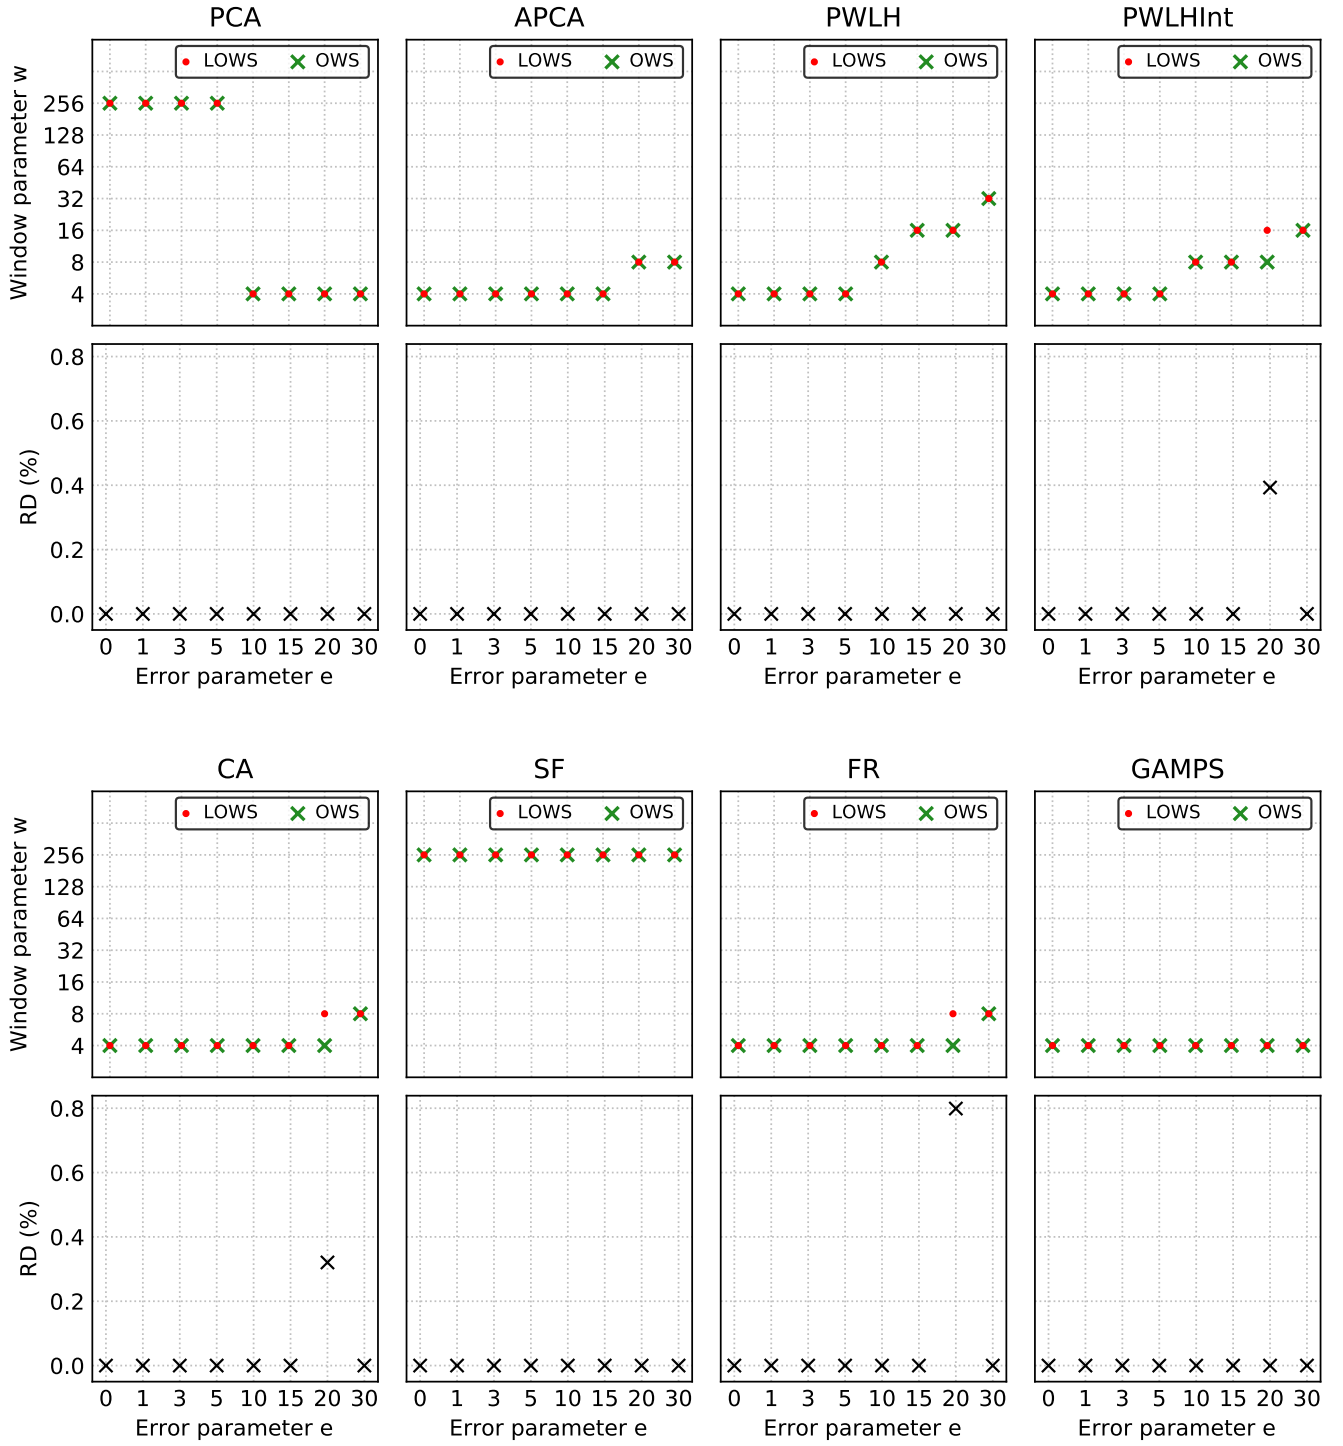 PCA APCA PWLH PWLHInt
LOWS OWS LOWS OWS LOWS OWS LOWS OWS
Window parameter w
256
128
64
32
16
8
4
RD (%)
0.8
0.6
0.4
0.2
0.0
0 1 3 5 10 15 20 30 0 1 3 5 10 15 20 30 0 1 3 5 10 15 20 30 0 1 3 5 10 15 20 30
Error parameter e Error parameter e Error parameter e Error parameter e
CA SF FR GAMPS
LOWS OWS LOWS OWS LOWS OWS LOWS OWS
Window parameter w
256
128
64
32
16
8
4
RD (%)
0.8
0.6
0.4
0.2
0.0
0 1 3 5 10 15 20 30 0 1 3 5 10 15 20 30 0 1 3 5 10 15 20 30 0 1 3 5 10 15 20 30
Error parameter e Error parameter e Error parameter e Error parameter e